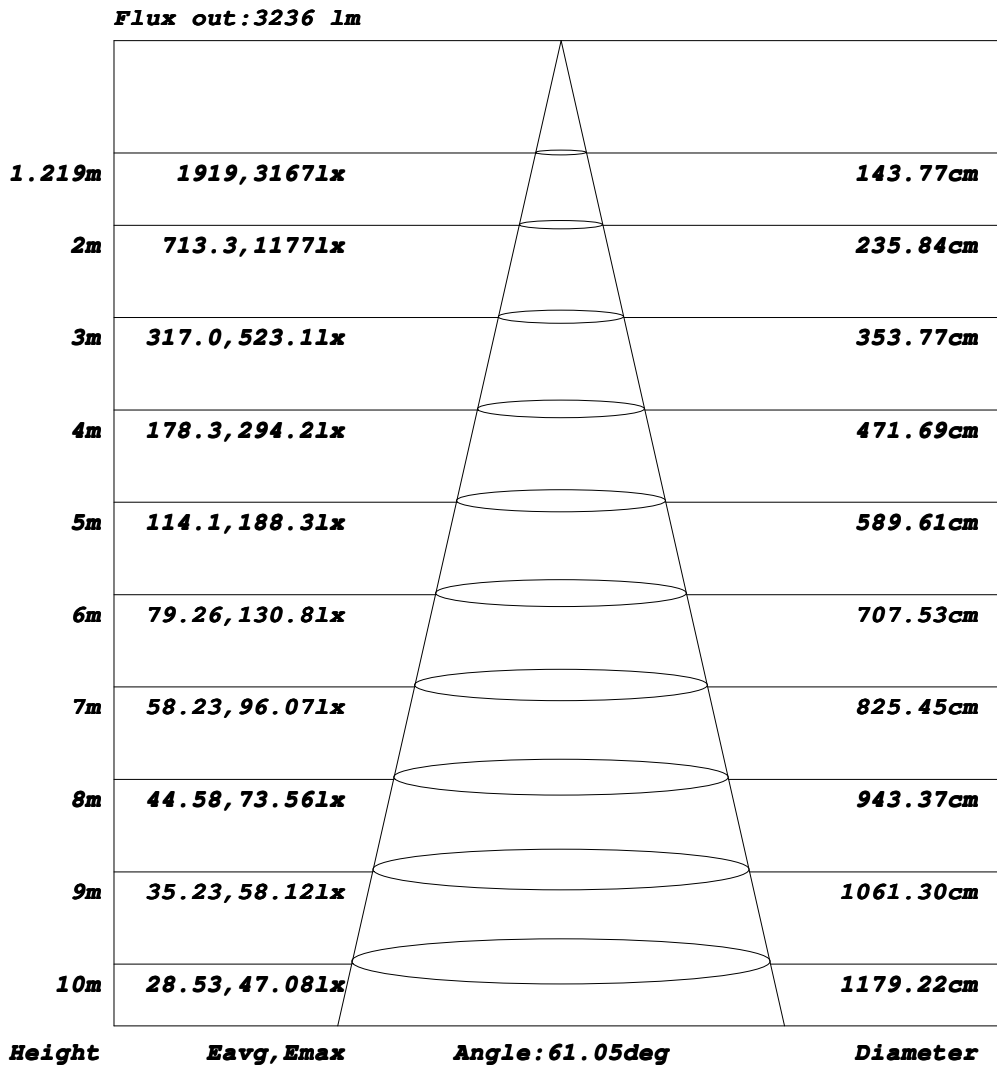 Flux out:3236 lm
1.219m 1919,3167lx 143.77cm
2m 713.3,1177lx 235.84cm
3m 317.0,523.1lx 353.77cm
4m 178.3,294.2lx 471.69cm
5m 114.1,188.3lx 589.61cm
6m 79.26,130.8lx 707.53cm
7m 58.23,96.07lx 825.45cm
8m 44.58,73.56lx 943.37cm
9m 35.23,58.12lx 1061.30cm
10m 28.53,47.08lx 1179.22cm
Height Eavg,Emax Angle:61.05deg Diameter